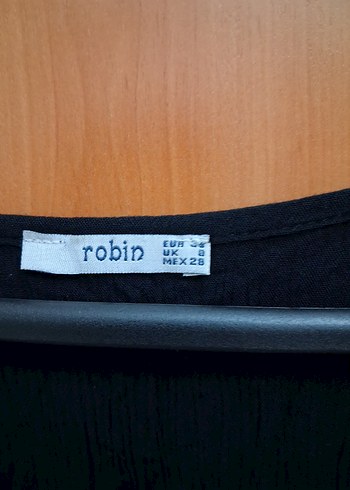 robin
EUR 36
UK 8
MEX 28